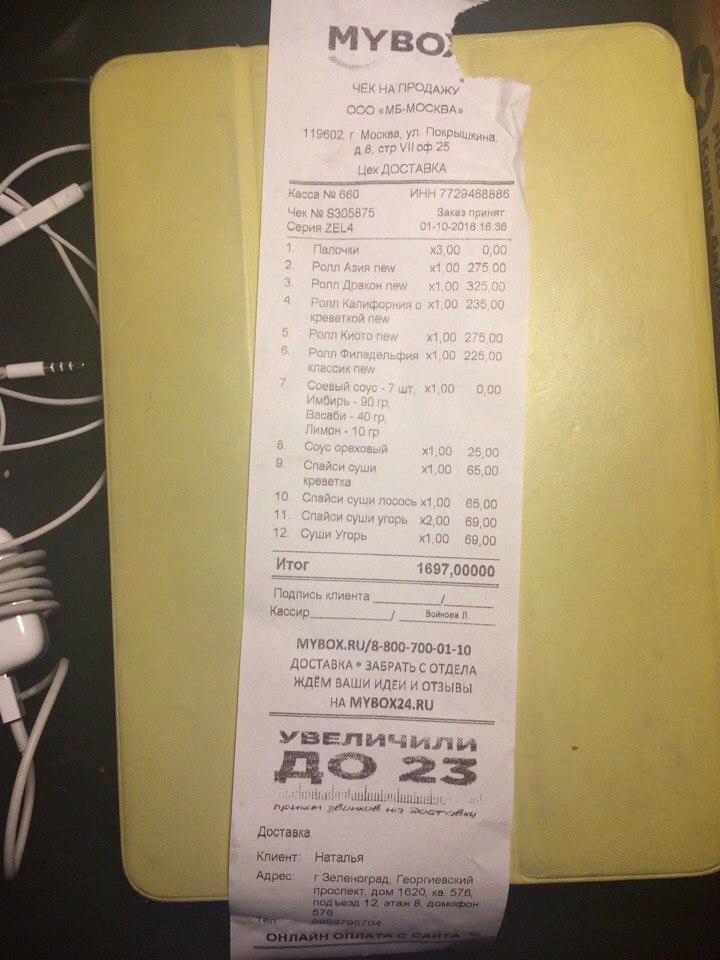 MYBOX
ЧЕК НА ПРОДАЖУ
ООО «МБ-МОСКВА»
119602, г. Москва, ул. Покрышкина,
д 8, стр VII оф 25
Цех ДОСТАВКА
Касса № 660 ИНН 7729488886
Чек № S305875 Заказ принят:
Серия ZEL4 01-10-2016 16:36
1. Палочки x3,00 0,00
2. Ролл Азия new x1,00 275,00
3. Ролл Дракон new x1,00 325,00
4. Ролл Калифорния с x1,00 235,00
креветкой new
5. Ролл Киото new x1,00 275,00
6. Ролл Филадельфия x1,00 225,00
классик new
7. Соевый соус - 7 шт, x1,00 0,00
Имбирь - 90 гр,
Васаби - 40 гр,
Лимон - 10 гр
8. Соус ореховый x1,00 25,00
9. Спайси суши x1,00 65,00
креветка
10. Спайси суши лосось x1,00 65,00
11. Спайси суши угорь x2,00 69,00
12. Суши Угорь x1,00 69,00
Итог 1697,00000
Подпись клиента ________/______
Кассир__________ / Войнова Л.
MYBOX.RU/8-800-700-01-10
ДОСТАВКА * ЗАБРАТЬ С ОТДЕЛА
ЖДЁМ ВАШИ ИДЕИ И ОТЗЫВЫ
НА MYBOX24.RU
УВЕЛИЧИЛИ
ДО 23
прием звонков на доставку
Доставка
Клиент: Наталья
Адрес: г Зеленоград, Георгиевский
проспект, дом 1620, кв. 576,
подъезд 12, этаж 8, домофон
576
Тел: 9999795704
ОНЛАЙН ОПЛАТА С САЙТА